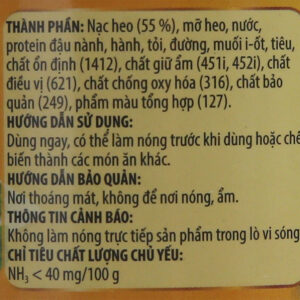 THÀNH PHẦN: Nạc heo (55 %), mỡ heo, nước,
protein đậu nành, hành, tỏi, đường, muối i-ốt, tiêu,
chất ổn định (1412), chất giữ ẩm (451i, 452i), chất
điều vị (621), chất chống oxy hóa (316), chất bảo
quản (249), phẩm màu tổng hợp (127).
HƯỚNG DẪN SỬ DỤNG:
Dùng ngay, có thể làm nóng trước khi dùng hoặc chế
biến thành các món ăn khác.
HƯỚNG DẪN BẢO QUẢN:
Nơi thoáng mát, không để nơi nóng, ẩm.
THÔNG TIN CẢNH BÁO:
Không làm nóng trực tiếp sản phẩm trong lò vi sóng.
CHỈ TIÊU CHẤT LƯỢNG CHỦ YẾU:
NH₃ < 40 mg/100 g